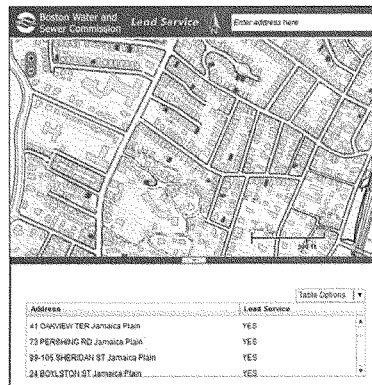 Boston Water and
Sewer Commission
Lead Service
Enter address here
500 ft
Table Options
Address Lead Service
41 OAKVIEW TER Jamaica Plain YES
73 PERSHING RD Jamaica Plain YES
99-105 SHERIDAN ST Jamaica Plain YES
24 BOYLSTON ST Jamaica Plain YES